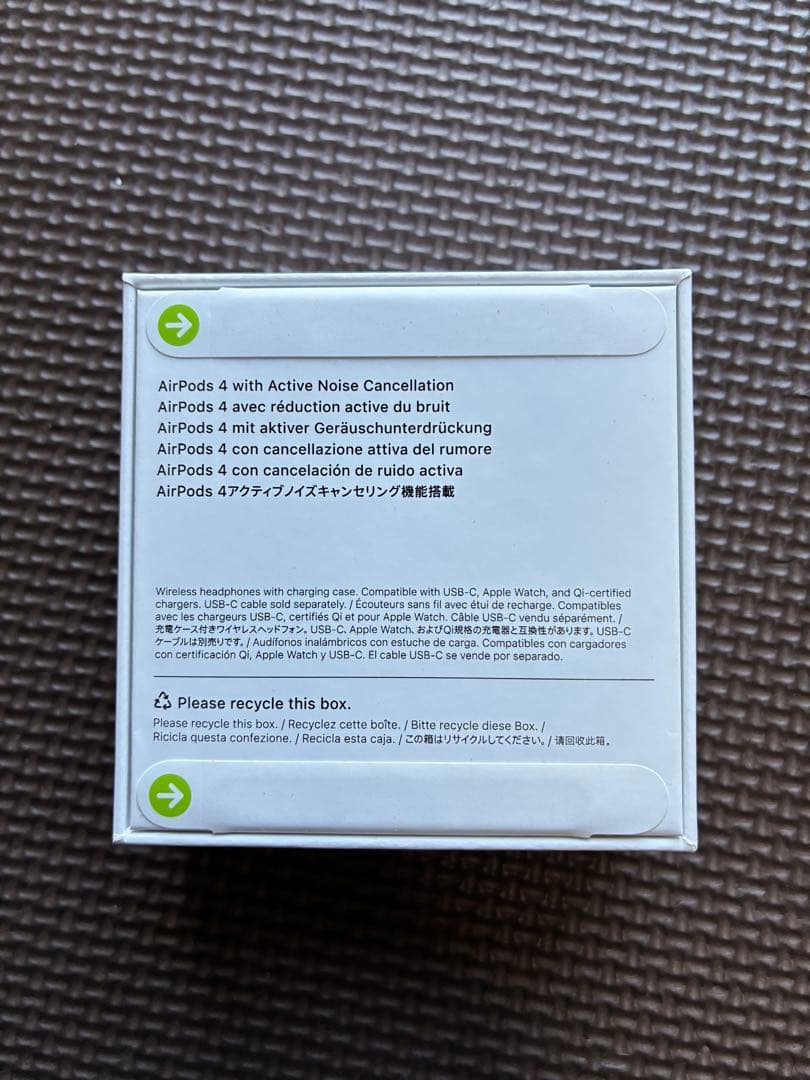 AirPods 4 with Active Noise Cancellation
AirPods 4 avec réduction active du bruit
AirPods 4 mit aktiver Geräuschunterdrückung
AirPods 4 con cancellazione attiva del rumore
AirPods 4 con cancelación de ruido activa
AirPods 4アクティブノイズキャンセリング機能搭載
Wireless headphones with charging case. Compatible with USB-C, Apple Watch, and Qi-certified
chargers. USB-C cable sold separately. / Écouteurs sans fil avec étui de recharge. Compatibles
avec les chargeurs USB-C, certifiés Qi et pour Apple Watch. Câble USB-C vendu séparément. /
充電ケース付きワイヤレスヘッドフォン。USB-C、Apple Watch、およびQi規格の充電器と互換性があります。USB-C
ケーブルは別売りです。/ Audífonos inalámbricos con estuche de carga. Compatibles con cargadores
con certificación Qi, Apple Watch y USB-C. El cable USB-C se vende por separado.
Please recycle this box.
Please recycle this box. / Recyclez cette boîte. / Bitte recycle diese Box. /
Ricicla questa confezione. / Recicla esta caja. / この箱はリサイクルしてください。/ 请回收此箱。